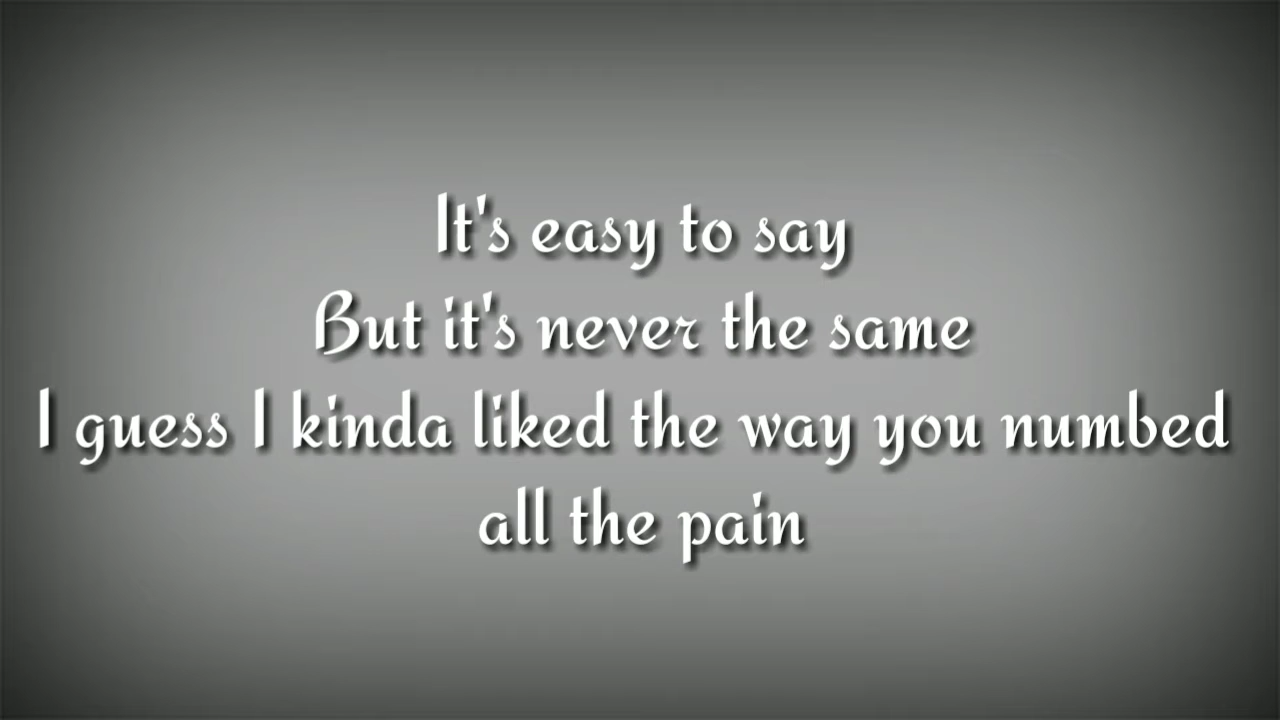 It's easy to say
But it's never the same
I guess I kinda liked the way you numbed
all the pain